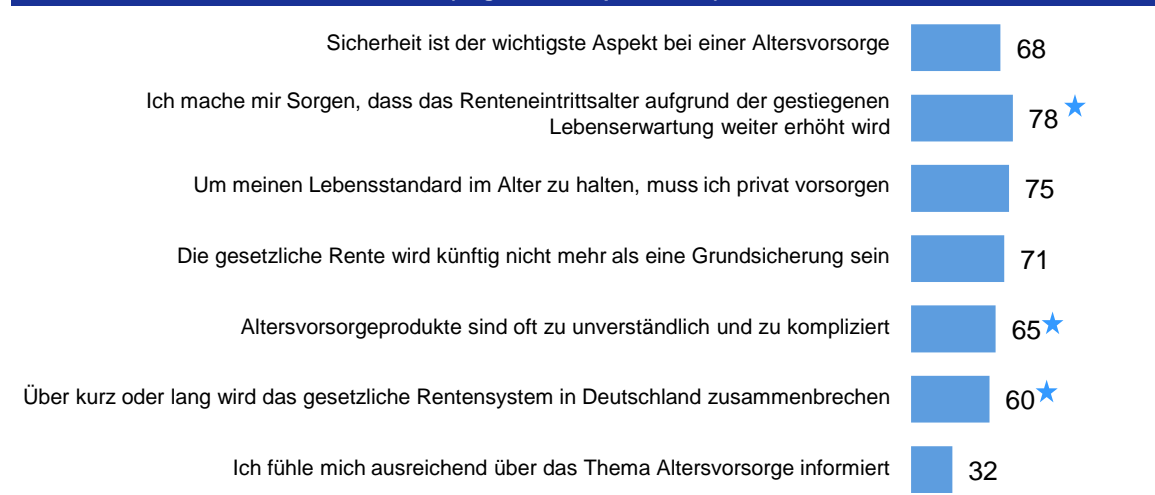 Sicherheit ist der wichtigste Aspekt bei einer Altersvorsorge 68
Ich mache mir Sorgen, dass das Renteneintrittsalter aufgrund der gestiegenen
Lebenserwartung weiter erhöht wird 78
Um meinen Lebensstandard im Alter zu halten, muss ich privat vorsorgen 75
Die gesetzliche Rente wird künftig nicht mehr als eine Grundsicherung sein 71
Altersvorsorgeprodukte sind oft zu unverständlich und zu kompliziert 65
Über kurz oder lang wird das gesetzliche Rentensystem in Deutschland zusammenbrechen 60
Ich fühle mich ausreichend über das Thema Altersvorsorge informiert 32